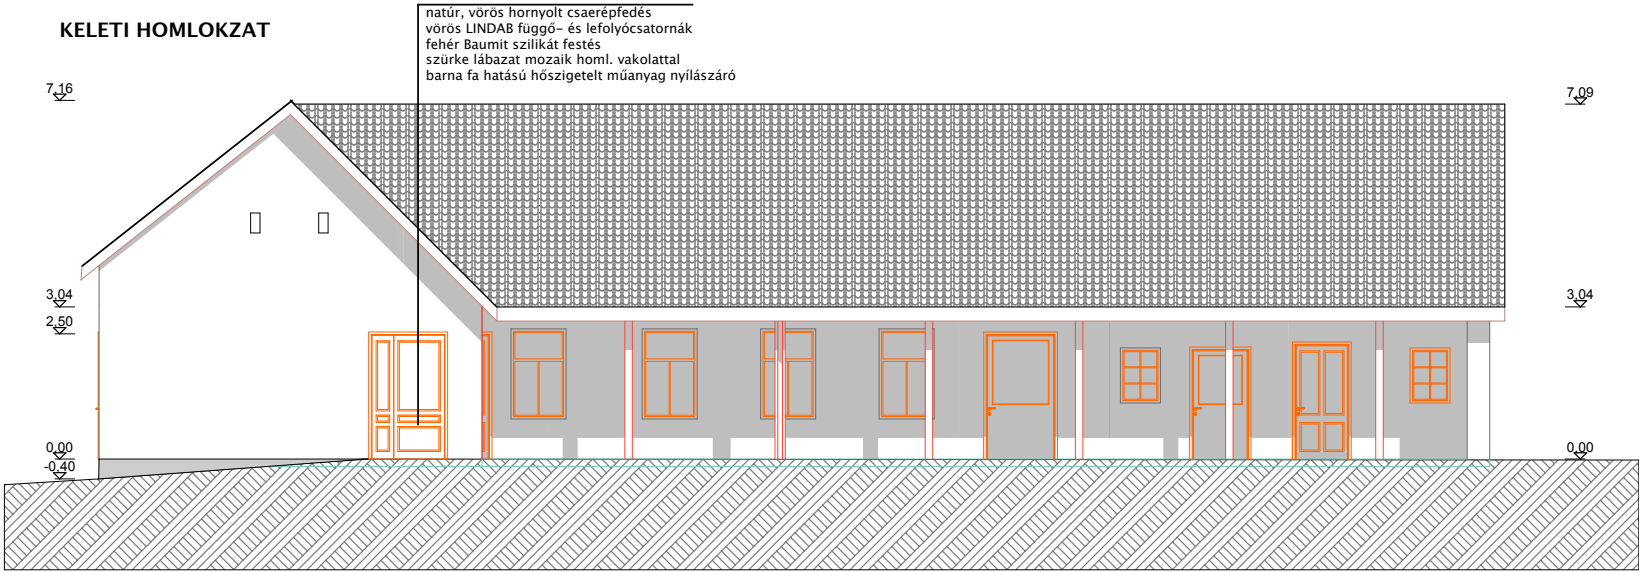 KELETI HOMLOKZAT
natúr, vörös hornyolt csaerépfedés
vörös LINDAB függő- és lefolyócsatornák
fehér Baumit szilikát festés
szürke lábazat mozaik homl. vakolattal
barna fa hatású hőszigetelt műanyag nyílászáró
7,16
7,09
3,04
3,04
2,50
0,00
0,00
-0,40